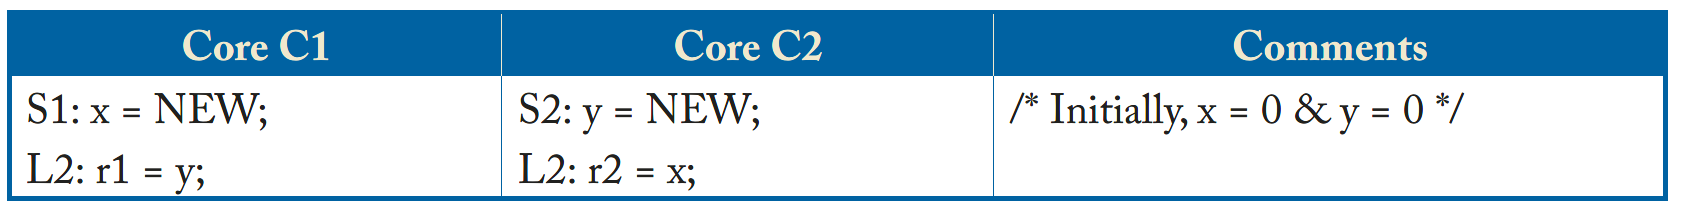 Core C1 Core C2 Comments
S1: x = NEW; S2: y = NEW; /* Initially, x = 0 & y = 0 */
L2: r1 = y; L2: r2 = x;